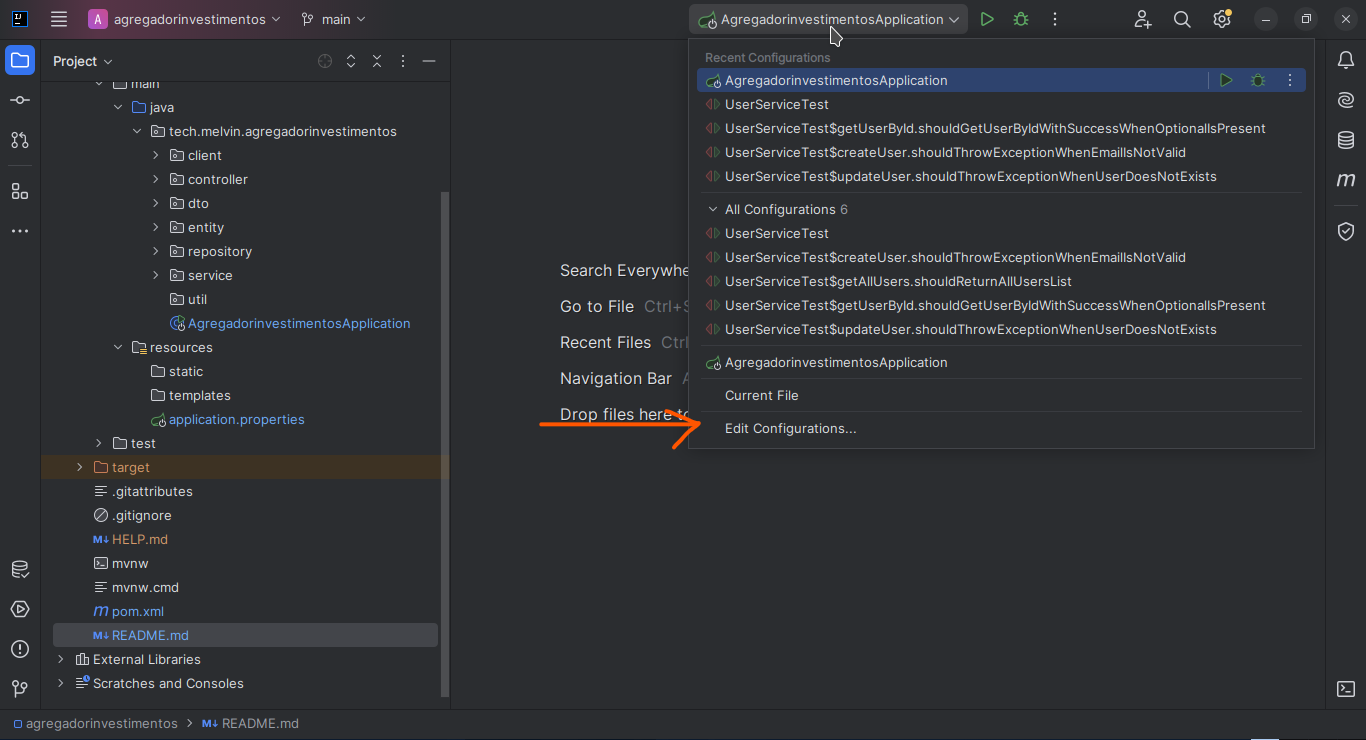 A agregadorinvestimentos
main
AgregadorinvestimentosApplication
Project
main
java
tech.melvin.agregadorinvestimentos
client
controller
dto
entity
repository
service
util
AgregadorinvestimentosApplication
resources
static
templates
application.properties
test
target
.gitattributes
.gitignore
HELP.md
mvnw
mvnw.cmd
pom.xml
README.md
External Libraries
Scratches and Consoles
Search Everywhe
Go to File Ctrl+S
Recent Files Ctrl
Navigation Bar A
Drop files here to
Recent Configurations
AgregadorinvestimentosApplication
UserServiceTest
UserServiceTest$getUserById.shouldGetUserByIdWithSuccessWhenOptionalIsPresent
UserServiceTest$createUser.shouldThrowExceptionWhenEmailIsNotValid
UserServiceTest$updateUser.shouldThrowExceptionWhenUserDoesNotExists
All Configurations 6
UserServiceTest
UserServiceTest$createUser.shouldThrowExceptionWhenEmailIsNotValid
UserServiceTest$getAllUsers.shouldReturnAllUsersList
UserServiceTest$getUserById.shouldGetUserByIdWithSuccessWhenOptionalIsPresent
UserServiceTest$updateUser.shouldThrowExceptionWhenUserDoesNotExists
AgregadorinvestimentosApplication
Current File
Edit Configurations...
agregadorinvestimentos > M↓ README.md